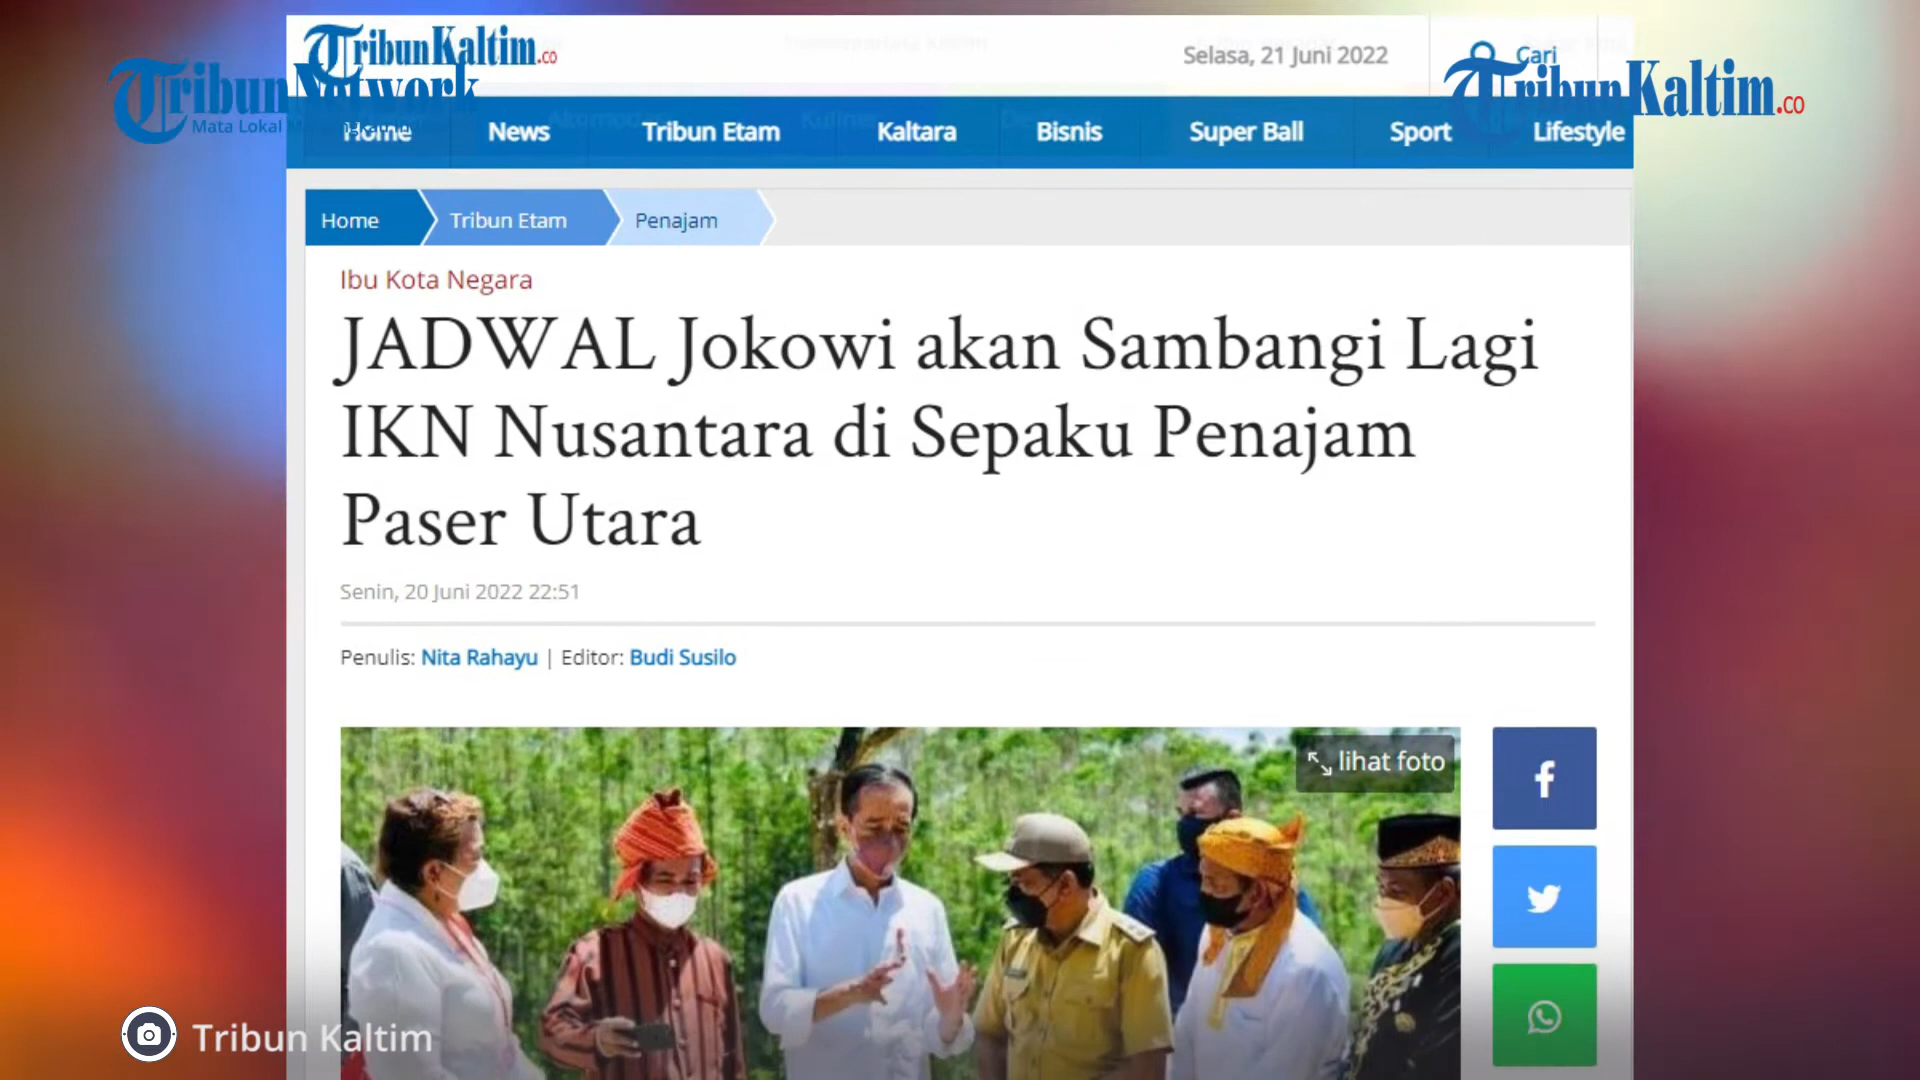 TribunKaltim.co
Selasa, 21 Juni 2022
Cari
TribunNetwork
Mata Lokal
TribunKaltim.co
Home
News
Tribun Etam
Kaltara
Bisnis
Super Ball
Sport
Lifestyle
Home
Tribun Etam
Penajam
Ibu Kota Negara
JADWAL Jokowi akan Sambangi Lagi
IKN Nusantara di Sepaku Penajam
Paser Utara
Senin, 20 Juni 2022 22:51
Penulis: Nita Rahayu | Editor: Budi Susilo
lihat foto
Tribun Kaltim